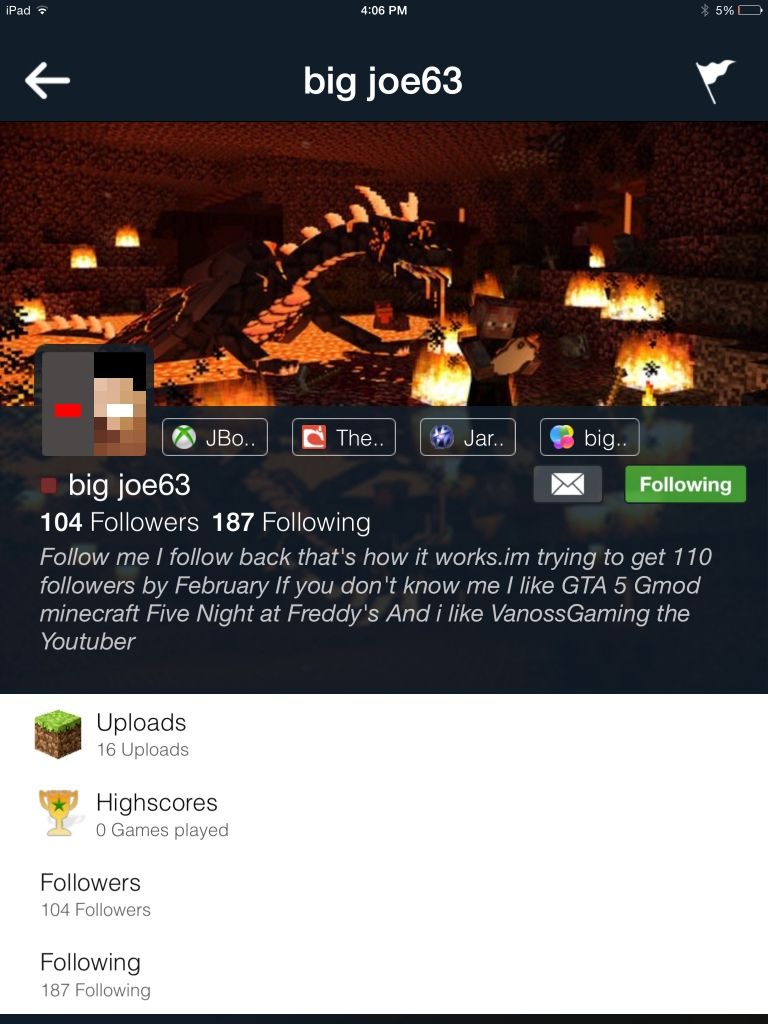 iPad 4:06 PM 5%
big joe63
JBo.. The.. Jar.. big..
big joe63
Following
104 Followers 187 Following
Follow me I follow back that's how it works.im trying to get 110
followers by February If you don't know me I like GTA 5 Gmod
minecraft Five Night at Freddy's And i like VanossGaming the
Youtuber
Uploads
16 Uploads
Highscores
0 Games played
Followers
104 Followers
Following
187 Following